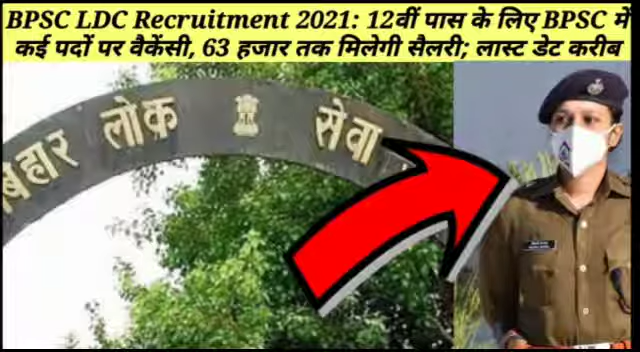 BPSC LDC Recruitment 2021: 12वीं पास के लिए BPSC में
कई पदों पर वैकेंसी, 63 हजार तक मिलेगी सैलरी; लास्ट डेट करीब
बिहार लोक सेवा